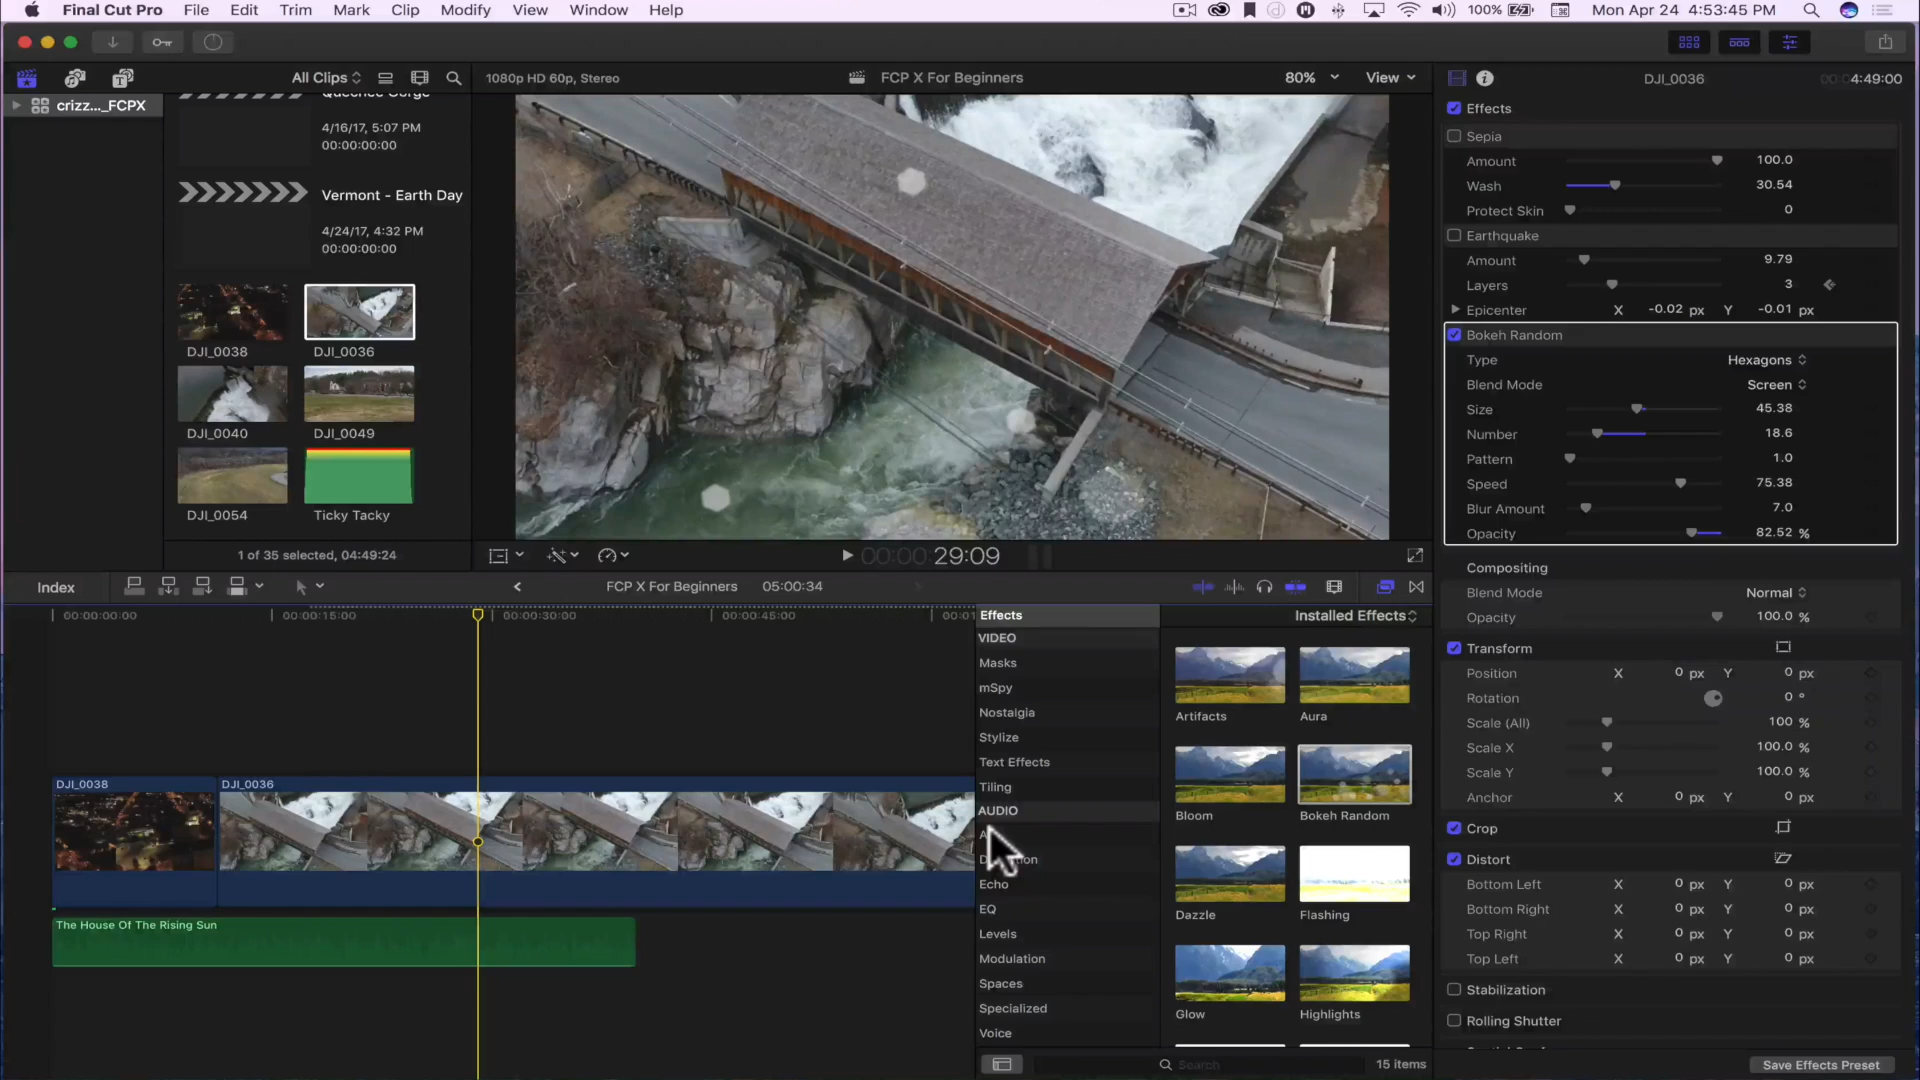 Final Cut Pro File Edit Trim Mark Clip Modify View Window Help
100% Mon Apr 24 4:53:45 PM
All Clips
1080p HD 60p, Stereo
FCP X For Beginners
80% View
DJI_0036
4:49:00
crizz..._FCPX
Quechee Gorge
4/16/17, 5:07 PM
00:00:00:00
Vermont - Earth Day
4/24/17, 4:32 PM
00:00:00:00
DJI_0038
DJI_0036
DJI_0040
DJI_0049
DJI_0054
Ticky Tacky
1 of 35 selected, 04:49:24
00:00:29:09
Effects
Sepia
Amount 100.0
Wash 30.54
Protect Skin 0
Earthquake
Amount 9.79
Layers 3
Epicenter X -0.02 px Y -0.01 px
Bokeh Random
Type Hexagons
Blend Mode Screen
Size 45.38
Number 18.6
Pattern 1.0
Speed 75.38
Blur Amount 7.0
Opacity 82.52 %
Compositing
Blend Mode Normal
Opacity 100.0 %
Transform
Position X 0 px Y 0 px
Rotation 0 °
Scale (All) 100 %
Scale X 100.0 %
Scale Y 100.0 %
Anchor X 0 px Y 0 px
Crop
Distort
Bottom Left X 0 px Y 0 px
Bottom Right X 0 px Y 0 px
Top Right X 0 px Y 0 px
Top Left X 0 px Y 0 px
Stabilization
Rolling Shutter
Save Effects Preset
Index
FCP X For Beginners 05:00:34
00:00:00:00
00:00:15:00
00:00:30:00
00:00:45:00
DJI_0038
DJI_0036
The House Of The Rising Sun
Effects
Installed Effects
VIDEO
Masks
mSpy
Nostalgia
Stylize
Text Effects
Tiling
AUDIO
Echo
EQ
Levels
Modulation
Spaces
Specialized
Voice
Artifacts
Aura
Bloom
Bokeh Random
Dazzle
Flashing
Glow
Highlights
Search
15 items